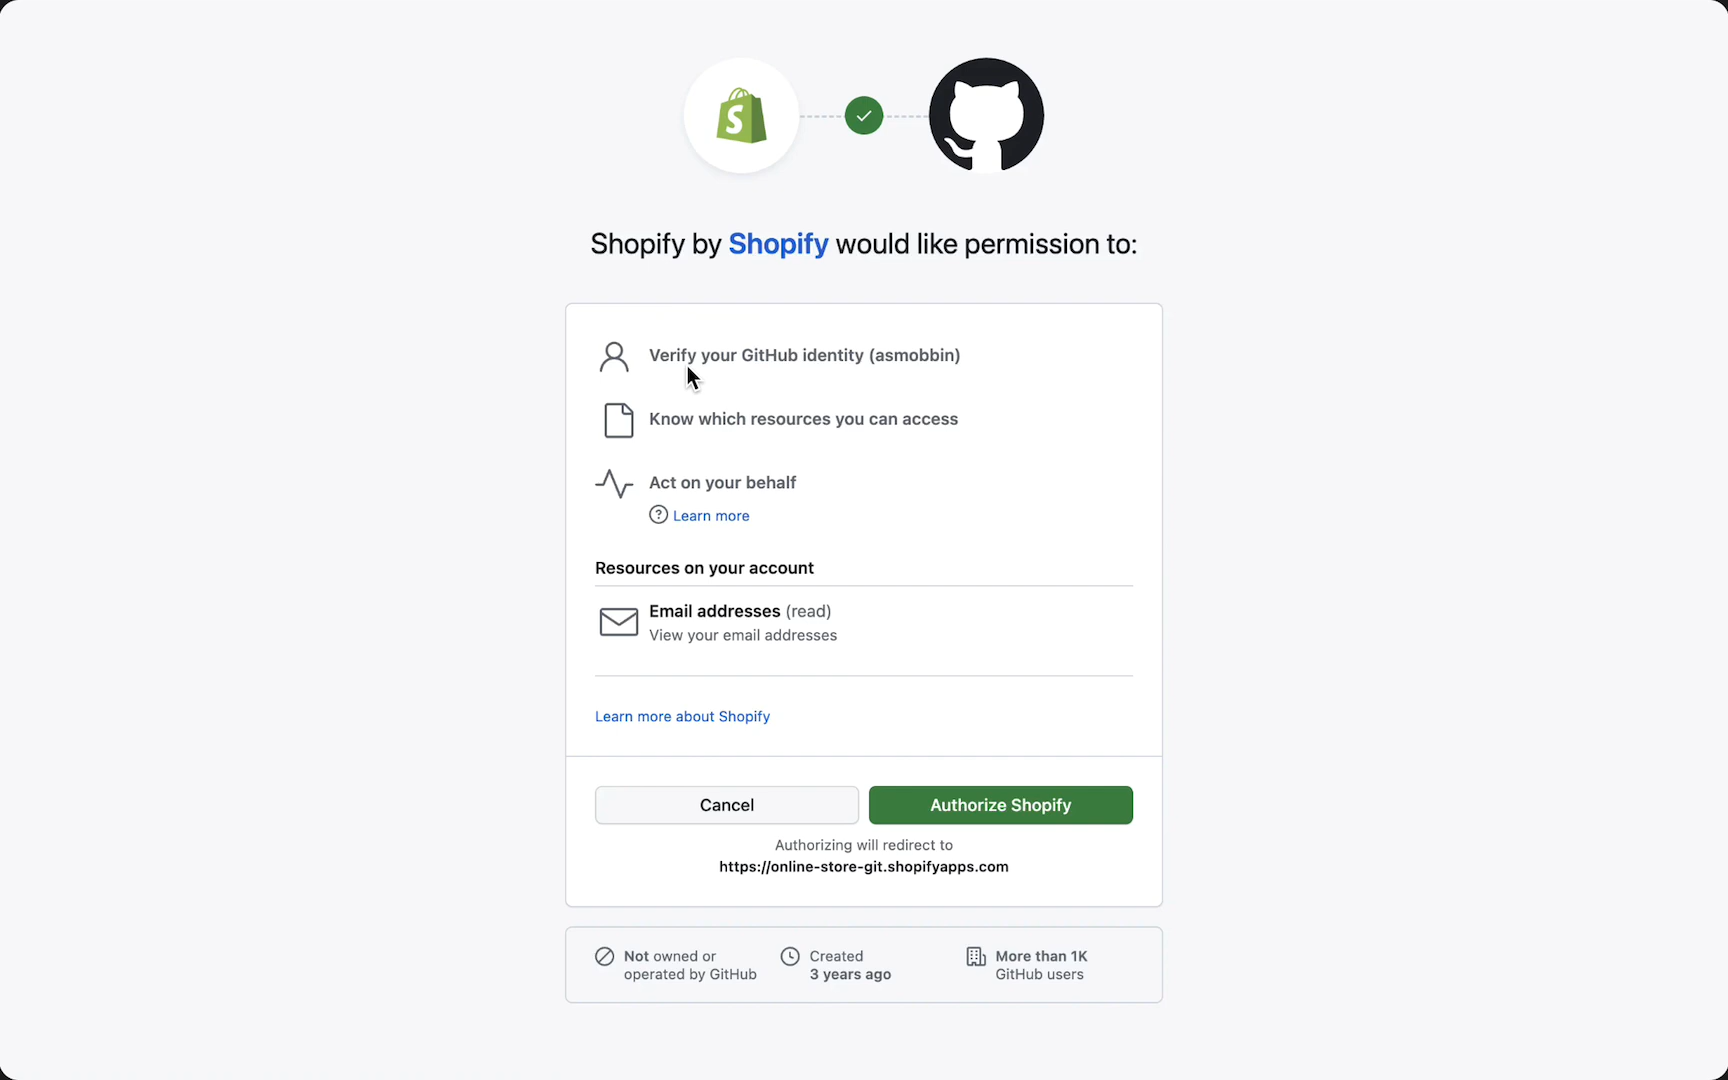 Shopify by Shopify would like permission to:
Verify your GitHub identity (asmobbin)
Know which resources you can access
Act on your behalf
Learn more
Resources on your account
Email addresses (read)
View your email addresses
Learn more about Shopify
Cancel
Authorize Shopify
Authorizing will redirect to
https://online-store-git.shopifyapps.com
Not owned or
operated by GitHub
Created
3 years ago
More than 1K
GitHub users